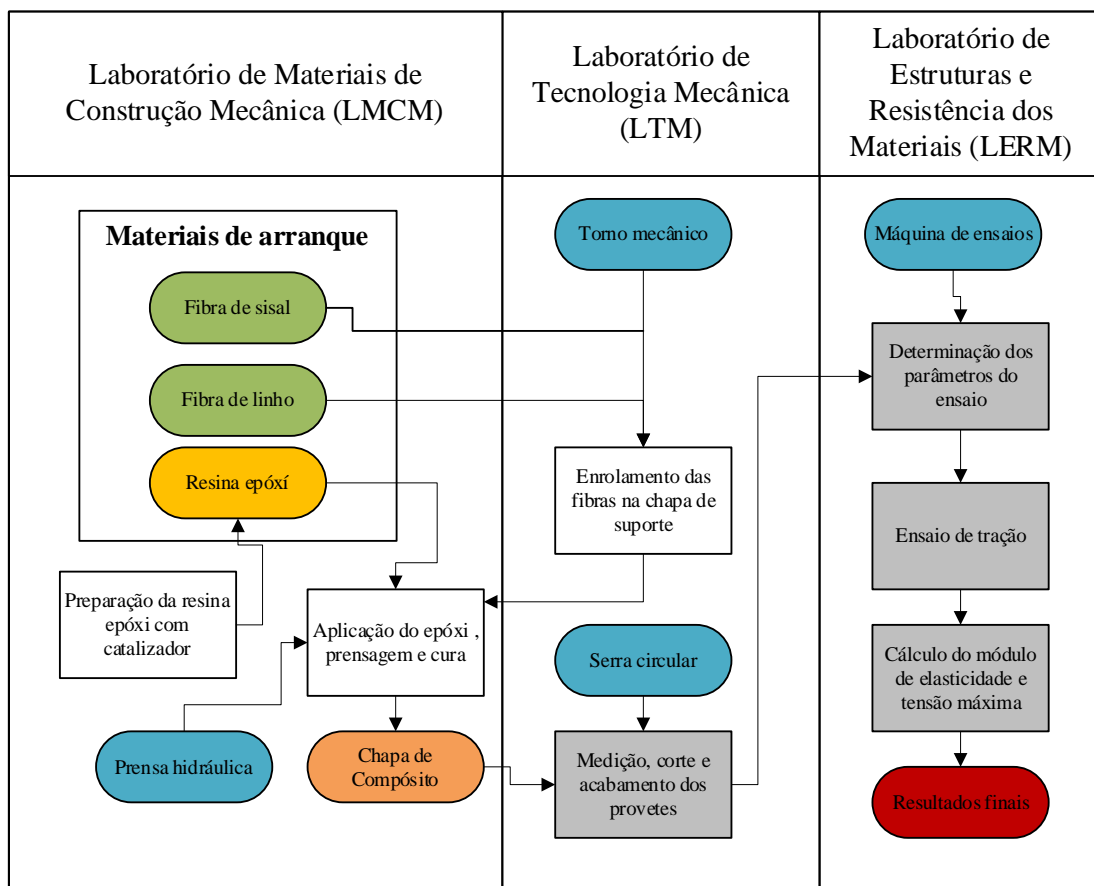 Laboratório de Materiais de
Construção Mecânica (LMCM)
Laboratório de
Tecnologia Mecânica
(LTM)
Laboratório de
Estruturas e
Resistência dos
Materiais (LERM)
Materiais de arranque
Fibra de sisal
Fibra de linho
Resina epóxí
Preparação da resina
epóxi com
catalizador
Aplicação do epóxi ,
prensagem e cura
Prensa hidráulica
Chapa de
Compósito
Torno mecânico
Enrolamento das
fibras na chapa de
suporte
Serra circular
Medição, corte e
acabamento dos
provetes
Máquina de ensaios
Determinação dos
parâmetros do
ensaio
Ensaio de tração
Cálculo do módulo
de elasticidade e
tensão máxima
Resultados finais